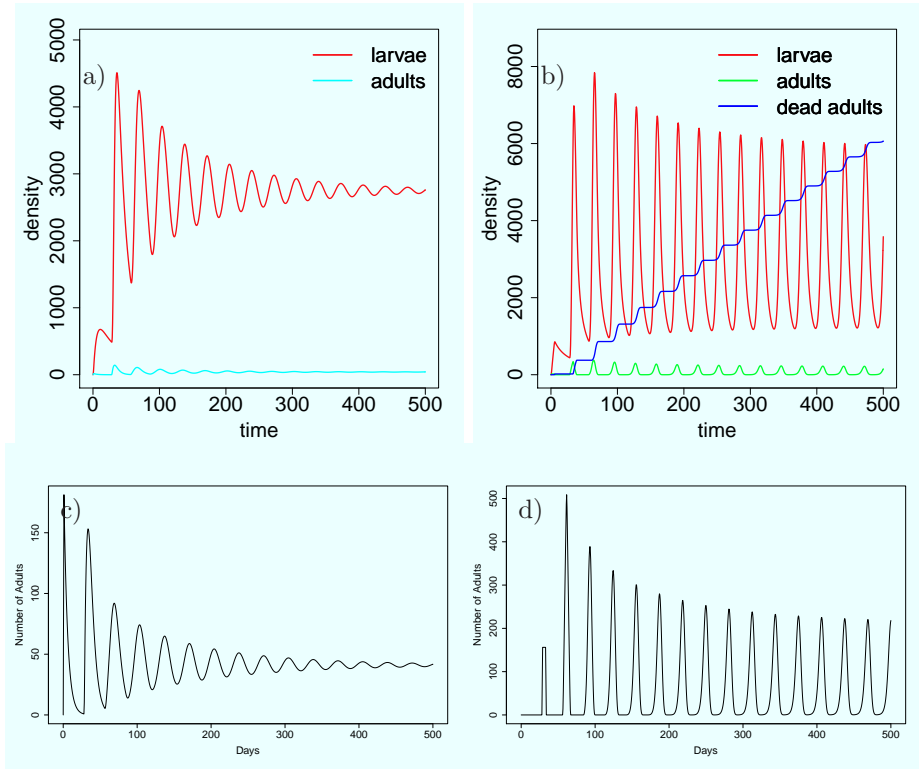 a)
larvae
adults
density
0 1000 2000 3000 4000 5000
0 100 200 300 400 500
time
b)
larvae
adults
dead adults
density
0 2000 4000 6000 8000
0 100 200 300 400 500
time
c)
Number of Adults
0 50 100 150
0 100 200 300 400 500
Days
d)
Number of Adults
0 100 200 300 400 500
0 100 200 300 400 500
Days